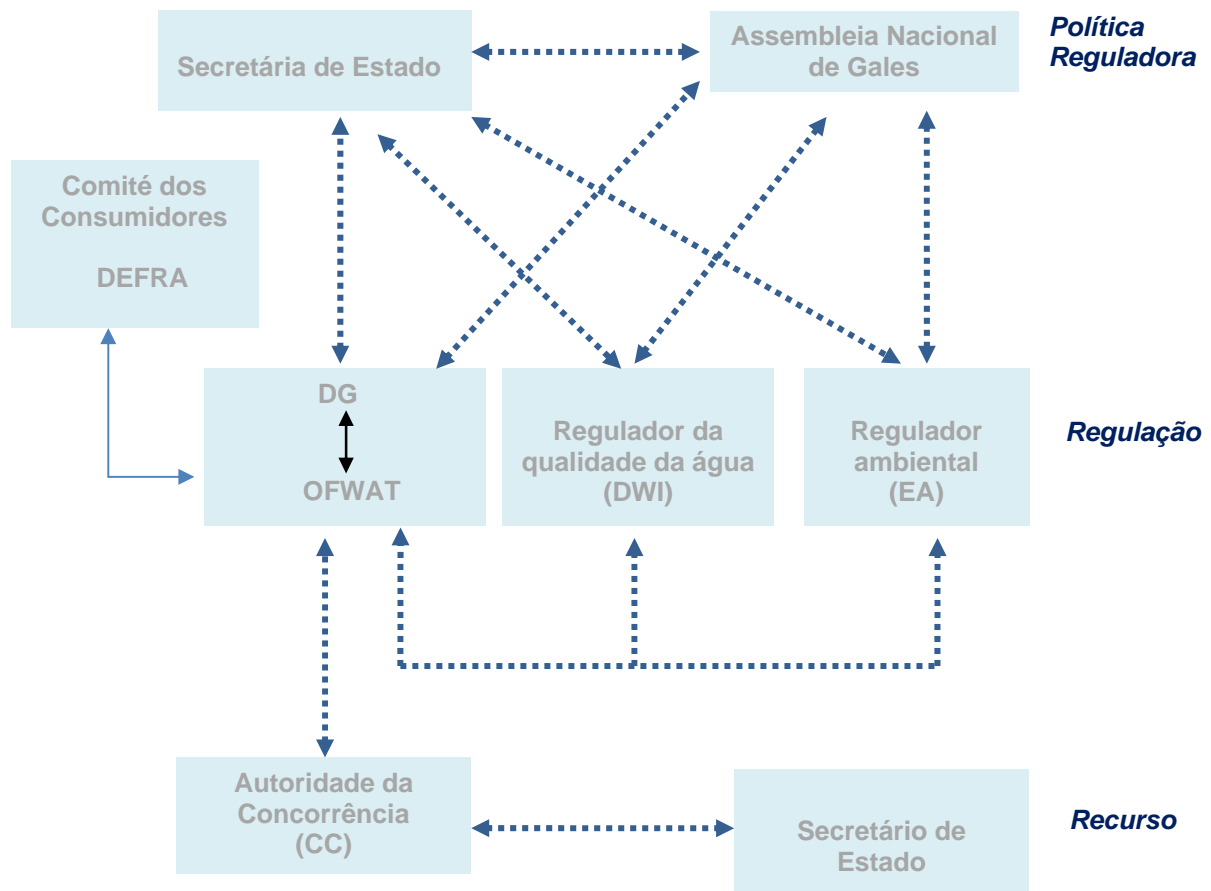 Secretária de Estado
Assembleia Nacional
de Gales
Política
Reguladora
Comité dos
Consumidores
DEFRA
DG
OFWAT
Regulador da
qualidade da água
(DWI)
Regulador
ambiental
(EA)
Regulação
Autoridade da
Concorrência
(CC)
Secretário de
Estado
Recurso